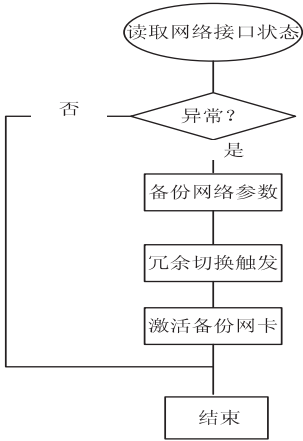 读取网络接口状态
否
异常？
是
备份网络参数
冗余切换触发
激活备份网卡
结束